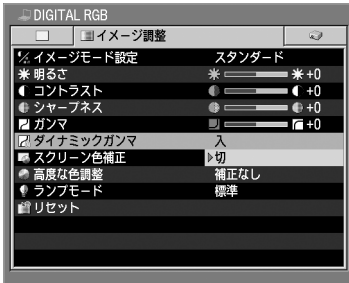 DIGITAL RGB
イメージ調整
イメージモード設定 スタンダード
明るさ +0
コントラスト +0
シャープネス +0
ガンマ +0
ダイナミックガンマ 入
スクリーン色補正 切
高度な色調整 補正なし
ランプモード 標準
リセット